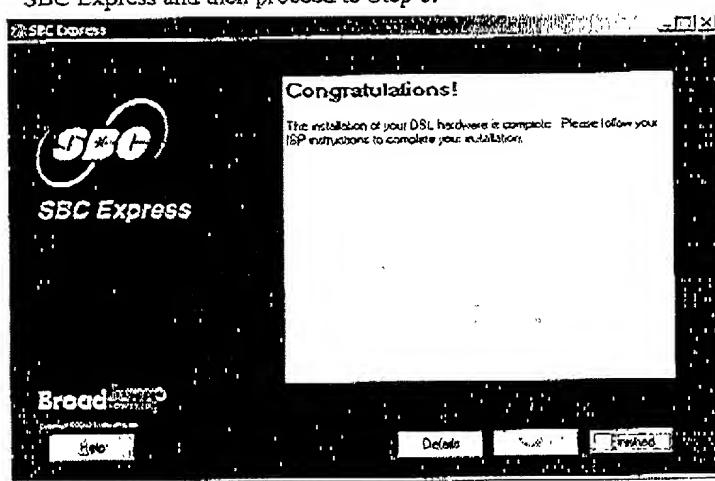 SBC Express and then proceed to Step
SBC Express
Congratulations!
The installation of your DSL hardware is complete. Please follow your
ISP instructions to complete your installation.
SBC
SBC Express
Broad
Help
Details
Finished